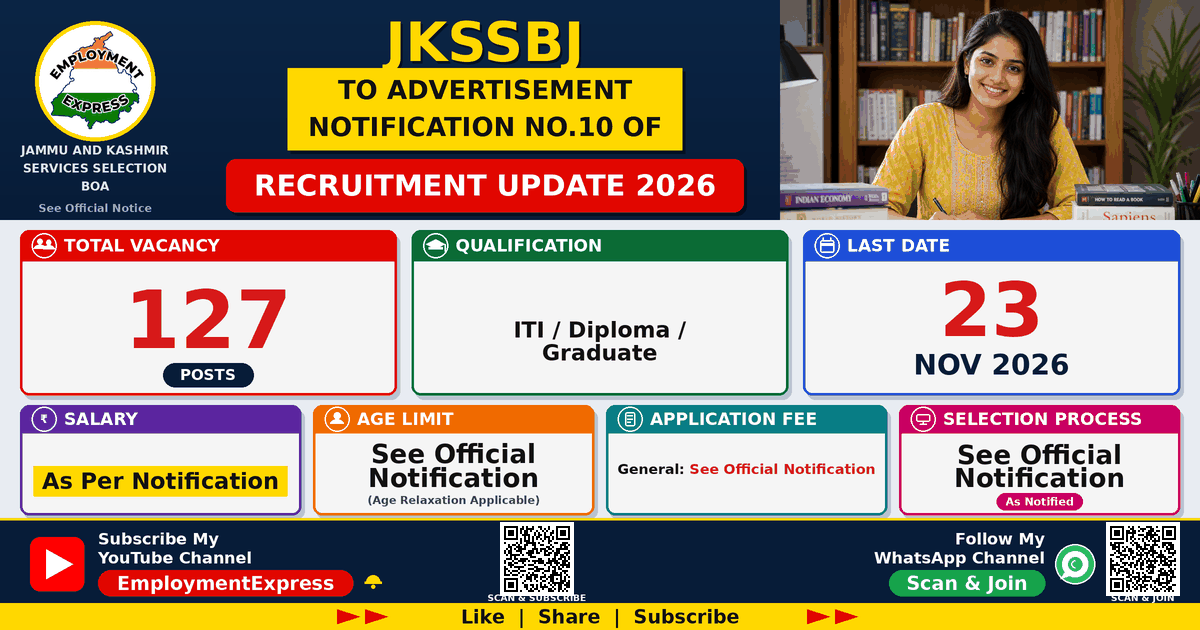 EMPLOYMENT
EXPRESS
JAMMU AND KASHMIR
SERVICES SELECTION
BOA
See Official Notice
JKSSBJ
TO ADVERTISEMENT
NOTIFICATION NO.10 OF
RECRUITMENT UPDATE 2026
INDIAN ECONOMY
HOW TO READ A BOOK
Sapiens
TOTAL VACANCY
127
POSTS
QUALIFICATION
ITI / Diploma /
Graduate
LAST DATE
23
NOV 2026
₹ SALARY
As Per Notification
AGE LIMIT
See Official
Notification
(Age Relaxation Applicable)
APPLICATION FEE
General: See Official Notification
SELECTION PROCESS
See Official
Notification
As Notified
Subscribe My
YouTube Channel
EmploymentExpress
SCAN & SUBSCRIBE
Follow My
WhatsApp Channel
Scan & Join
SCAN & JOIN
Like | Share | Subscribe